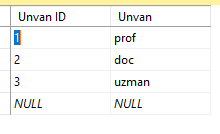 Unvan ID Unvan
1 prof
2 doc
3 uzman
NULL NULL